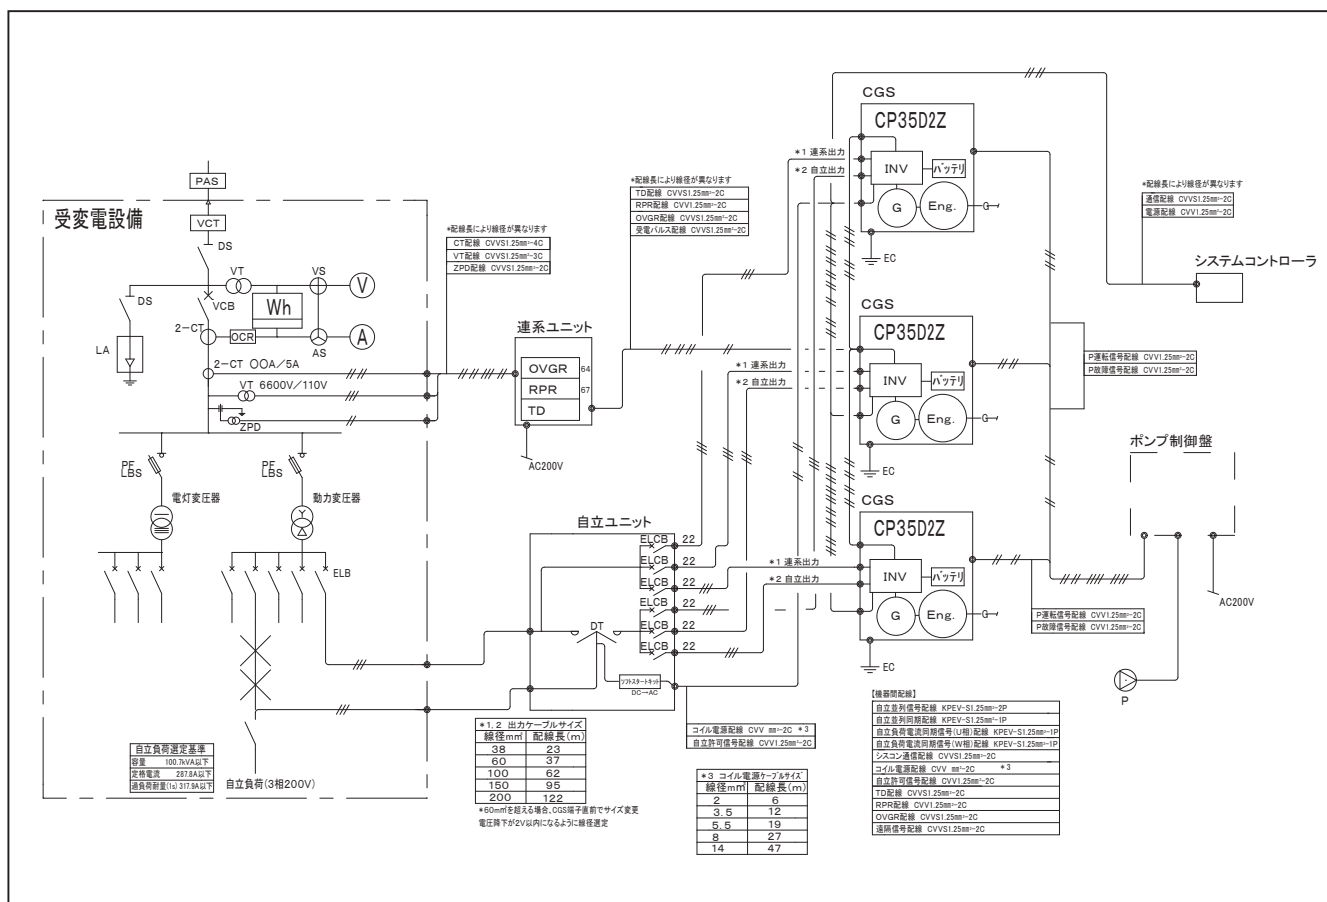 受変電設備
PAS
VCT
DS
VT
VS
V
DS
VCB
Wh
2-CT
OCR
A
AS
LA
2-CT 〇〇A/5A
VT 6600V/110V
ZPD
PF
LBS
PF
LBS
電灯変圧器
動力変圧器
ELB
自立負荷選定基準
容量 100.7kVA以下
定格電流 287.8A以下
過負荷耐量(1s) 317.9A以下
自立負荷(3相200V)
*配線長により線径が異なります
CT配線 CVVS1.25mm²-4C
VT配線 CVVS1.25mm²-3C
ZPD配線 CVVS1.25mm²-2C
連系ユニット
OVGR 64
RPR 67
TD
AC200V
*配線長により線径が異なります
TD配線 CVVS1.25mm²-2C
RPR配線 CVV1.25mm²-2C
OVGR配線 CVVS1.25mm²-2C
受電パルス配線 CVVS1.25mm²-2C
自立ユニット
ELCB 22
ELCB 22
ELCB 22
ELCB 22
ELCB 22
ELCB 22
DT
ソフトスタートキット
DC→AC
*1,2 出力ケーブルサイズ
線径mm² 配線長(m)
38 23
60 37
100 62
150 95
200 122
*60mm²を超える場合、CGS端子直前でサイズ変更
電圧降下が2V以内になるように線径選定
コイル電源配線 CVV mm²-2C *3
自立許可信号配線 CVV1.25mm²-2C
*3 コイル電源ケーブルサイズ
線径mm² 配線長(m)
2 6
3.5 12
5.5 19
8 27
14 47
CGS
CP35D2Z
*1 連系出力
*2 自立出力
INV
バッテリ
G
Eng.
G
EC
CGS
CP35D2Z
*1 連系出力
*2 自立出力
INV
バッテリ
G
Eng.
G
EC
CGS
CP35D2Z
*1 連系出力
*2 自立出力
INV
バッテリ
G
Eng.
G
EC
*配線長により線径が異なります
通信配線 CVVS1.25mm²-2C
電源配線 CVV1.25mm²-2C
システムコントローラ
P運転信号配線 CVV1.25mm²-2C
P故障信号配線 CVV1.25mm²-2C
ポンプ制御盤
AC200V
P運転信号配線 CVV1.25mm²-2C
P故障信号配線 CVV1.25mm²-2C
P
【機器間配線】
自立並列信号配線 KPEV-S1.25mm²-2P
自立並列同期配線 KPEV-S1.25mm²-1P
自立負荷電流同期信号(U相)配線 KPEV-S1.25mm²-1P
自立負荷電流同期信号(W相)配線 KPEV-S1.25mm²-1P
シスコン通信配線 CVVS1.25mm²-2C
コイル電源配線 CVV mm²-2C *3
自立許可信号配線 CVV1.25mm²-2C
TD配線 CVVS1.25mm²-2C
RPR配線 CVV1.25mm²-2C
OVGR配線 CVVS1.25mm²-2C
遠隔信号配線 CVVS1.25mm²-2C